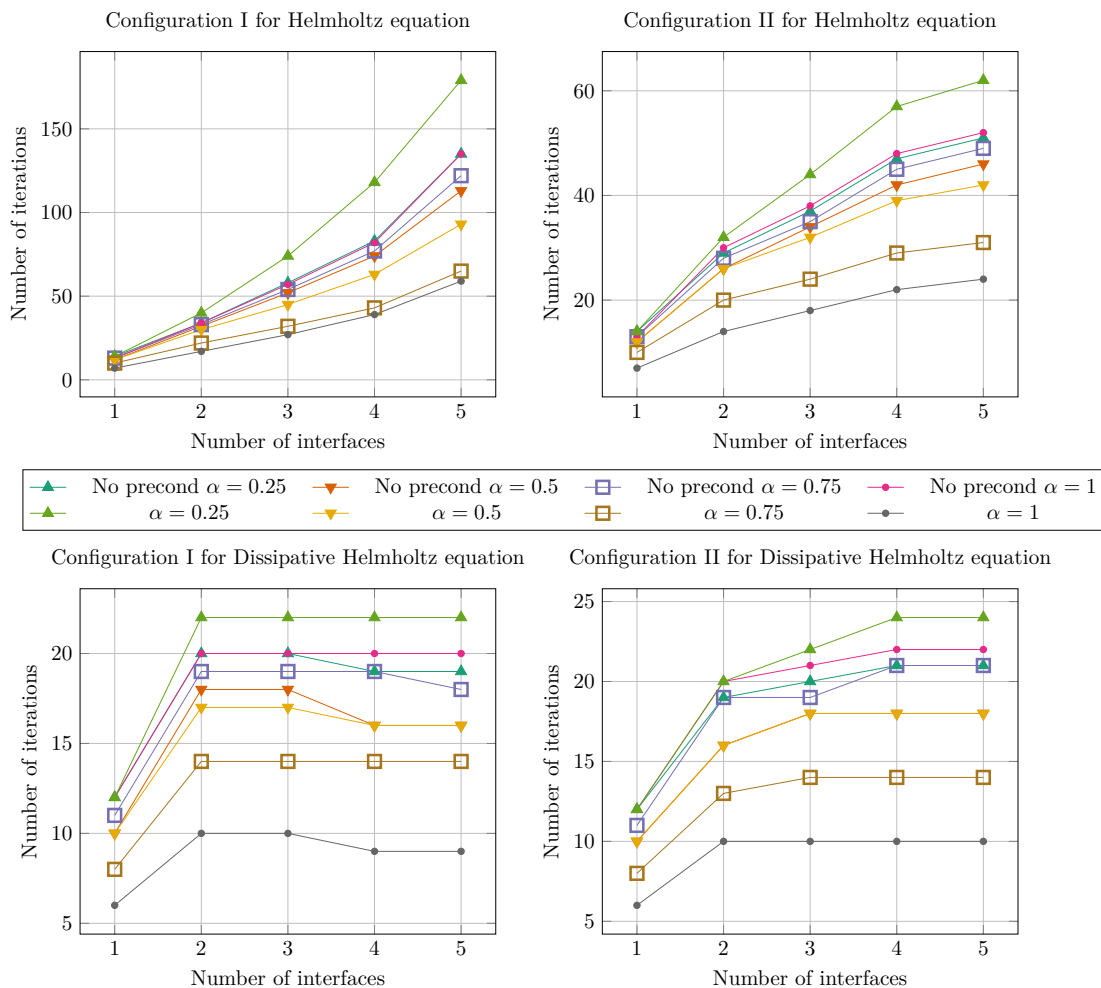 Configuration I for Helmholtz equation
Number of iterations
150
100
50
0
1 2 3 4 5
Number of interfaces
Configuration II for Helmholtz equation
Number of iterations
60
40
20
1 2 3 4 5
Number of interfaces
No precond α = 0.25 No precond α = 0.5 No precond α = 0.75 No precond α = 1
α = 0.25 α = 0.5 α = 0.75 α = 1
Configuration I for Dissipative Helmholtz equation
Number of iterations
20
15
10
5
1 2 3 4 5
Number of interfaces
Configuration II for Dissipative Helmholtz equation
Number of iterations
25
20
15
10
5
1 2 3 4 5
Number of interfaces